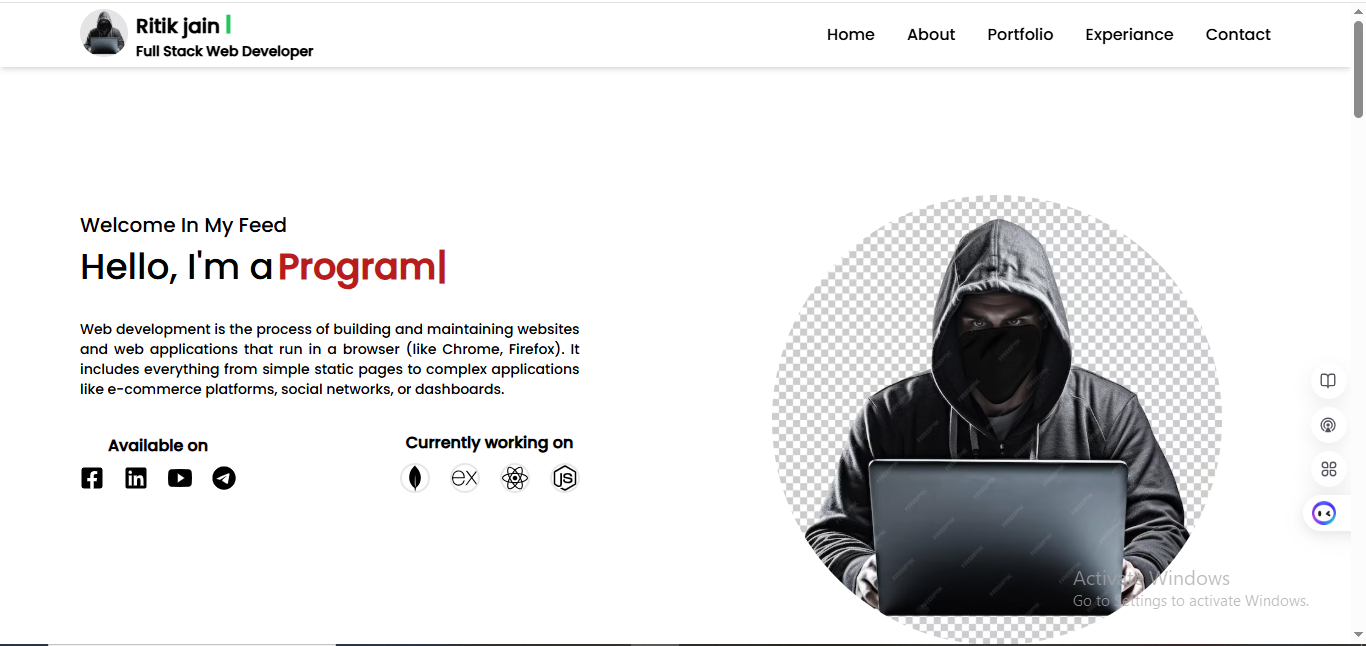 Ritik jain
Full Stack Web Developer
Home About Portfolio Experiance Contact
Welcome In My Feed
Hello, I'm a Program|
Web development is the process of building and maintaining websites
and web applications that run in a browser (like Chrome, Firefox). It
includes everything from simple static pages to complex applications
like e-commerce platforms, social networks, or dashboards.
Available on
Currently working on
in
ex
JS
Activate Windows
Go to Settings to activate Windows.